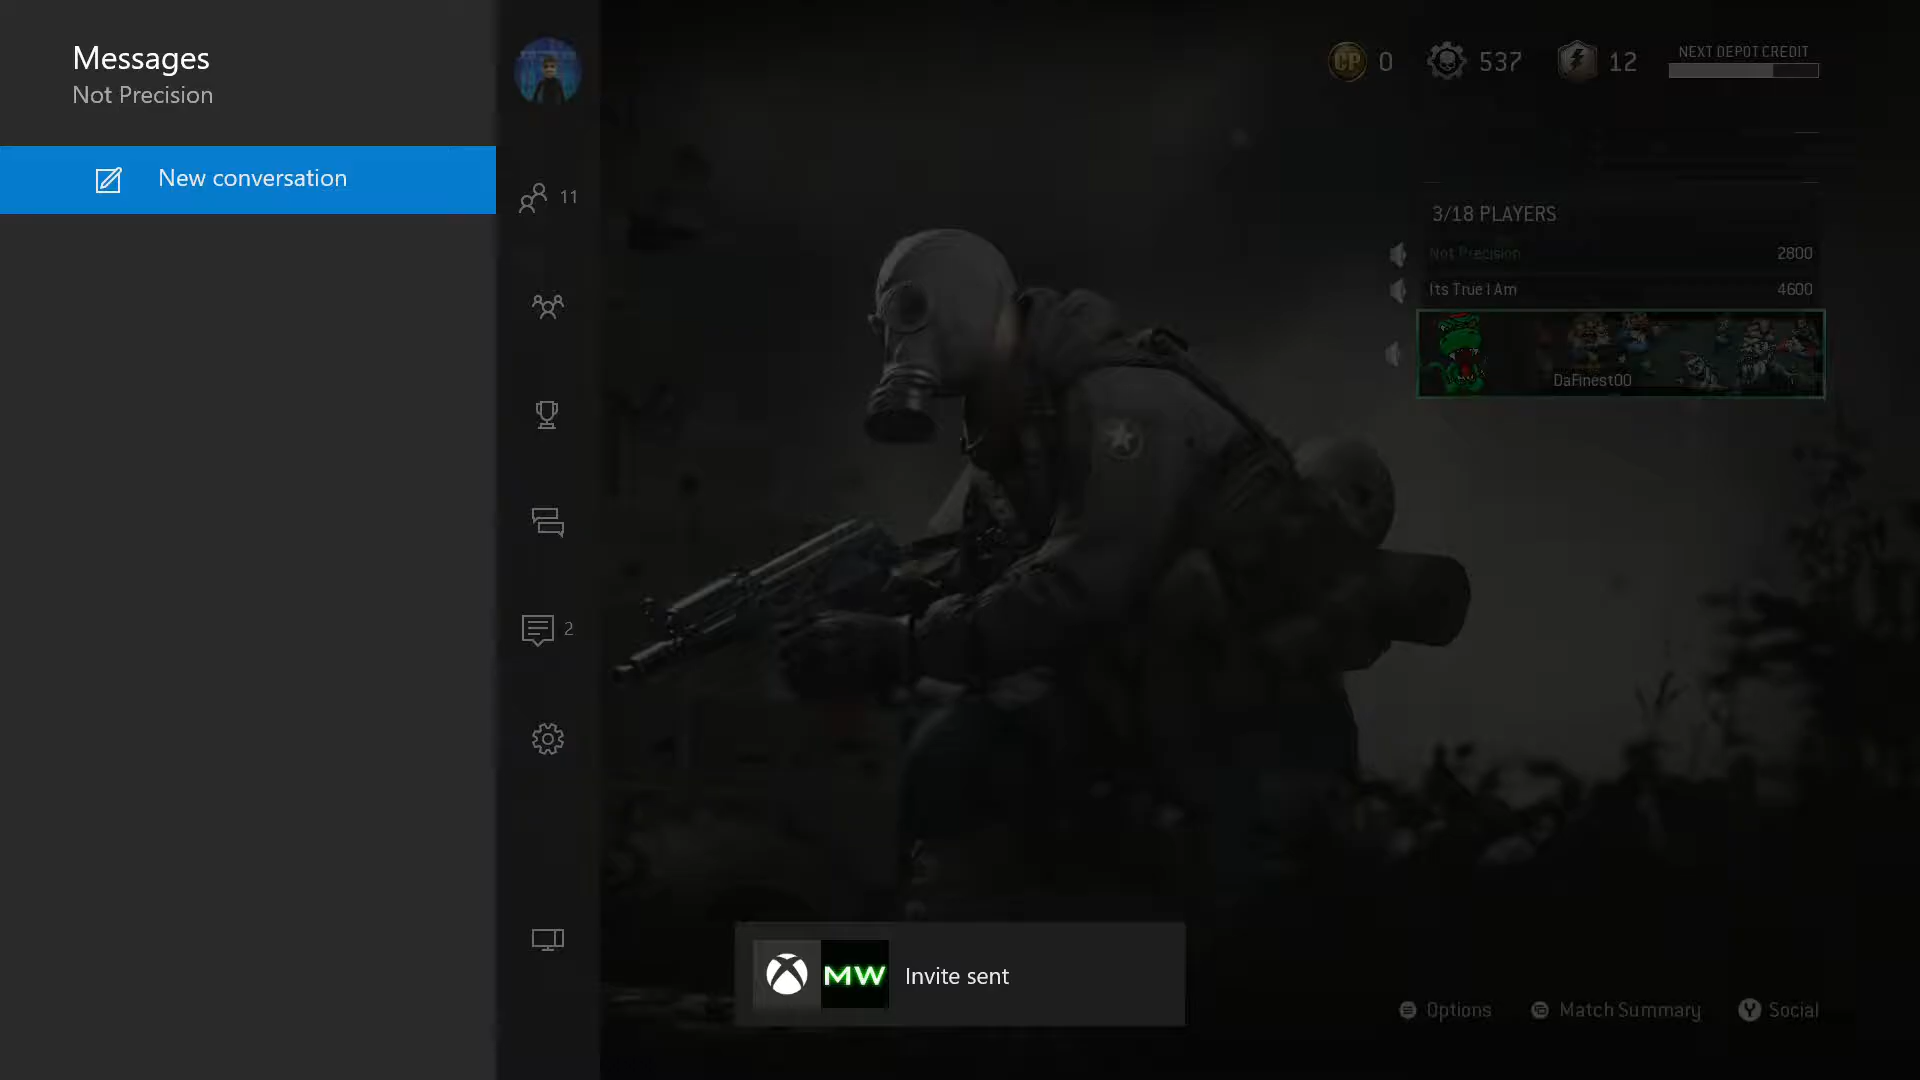 Messages
Not Precision
New conversation
11
2
CP 0
537
12
NEXT DEPOT CREDIT
3/18 PLAYERS
Not Precision 2800
Its True I Am 4600
DaFinest00
MW Invite sent
Options
Match Summary
Y Social